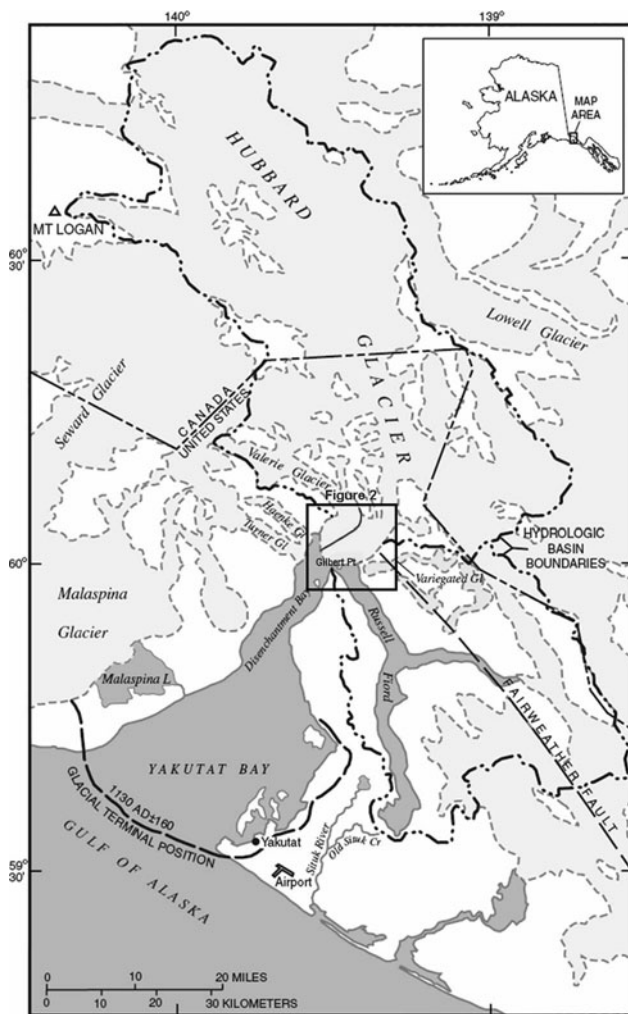 140°
139°
ALASKA
MAP
AREA
HUBBARD
MT LOGAN
60°
30'
Lowell Glacier
GLACIER
Seward Glacier
CANADA
UNITED STATES
Valerie Glacier
Figure 2
Turner Gl
HYDROLOGIC
BASIN
BOUNDARIES
60°
Gilbert Pt
Variegated Gl
Malaspina
Glacier
Disenchantment Bay
Russell
Fiord
Malaspina L
FAIRWEATHER FAULT
YAKUTAT BAY
1130 AD±160
GLACIAL TERMINAL POSITION
GULF OF ALASKA
Yakutat
Situk River
Old Situk Cr
59°
30'
Airport
0 10 20 MILES
0 10 20 30 KILOMETERS
140°
139°